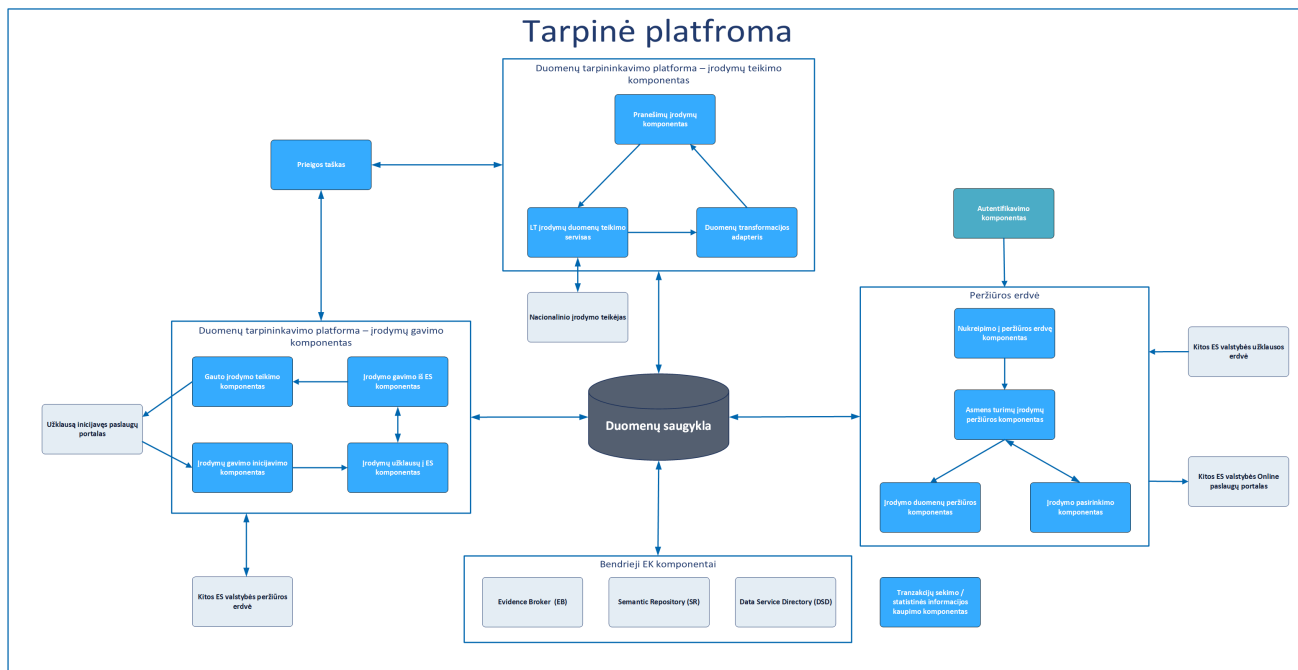 Tarpinė platfroma
Duomenų tarpininkavimo platforma – įrodymų teikimo
komponentas
Pranešimų įrodymų
komponentas
Prieigos taškas
LT įrodymų duomenų teikimo
servisas
Duomenų transformacijos
adapteris
Autentifikavimo
komponentas
Nacionalinio įrodymo teikėjas
Peržiūros erdvė
Nukreipimo į peržiūros erdvę
komponentas
Kitos ES valstybės užklausos
erdvė
Duomenų tarpininkavimo platforma – įrodymų gavimo
komponentas
Gauto įrodymo teikimo
komponentas
Įrodymo gavimo iš ES
komponentas
Užklausą inicijavęs paslaugų
portalas
Įrodymų gavimo inicijavimo
komponentas
Įrodymų užklausų į ES
komponentas
Duomenų saugykla
Asmens turimų įrodymų
peržiūros komponentas
Kitos ES valstybės Online
paslaugų portalas
Įrodymo duomenų peržiūros
komponentas
Įrodymo pasirinkimo
komponentas
Kitos ES valstybės peržiūros
erdvė
Bendrieji EK komponentai
Evidence Broker (EB)
Semantic Repository (SR)
Data Service Directory (DSD)
Tranzakcijų sekimo /
statistinės informacijos
kaupimo komponentas